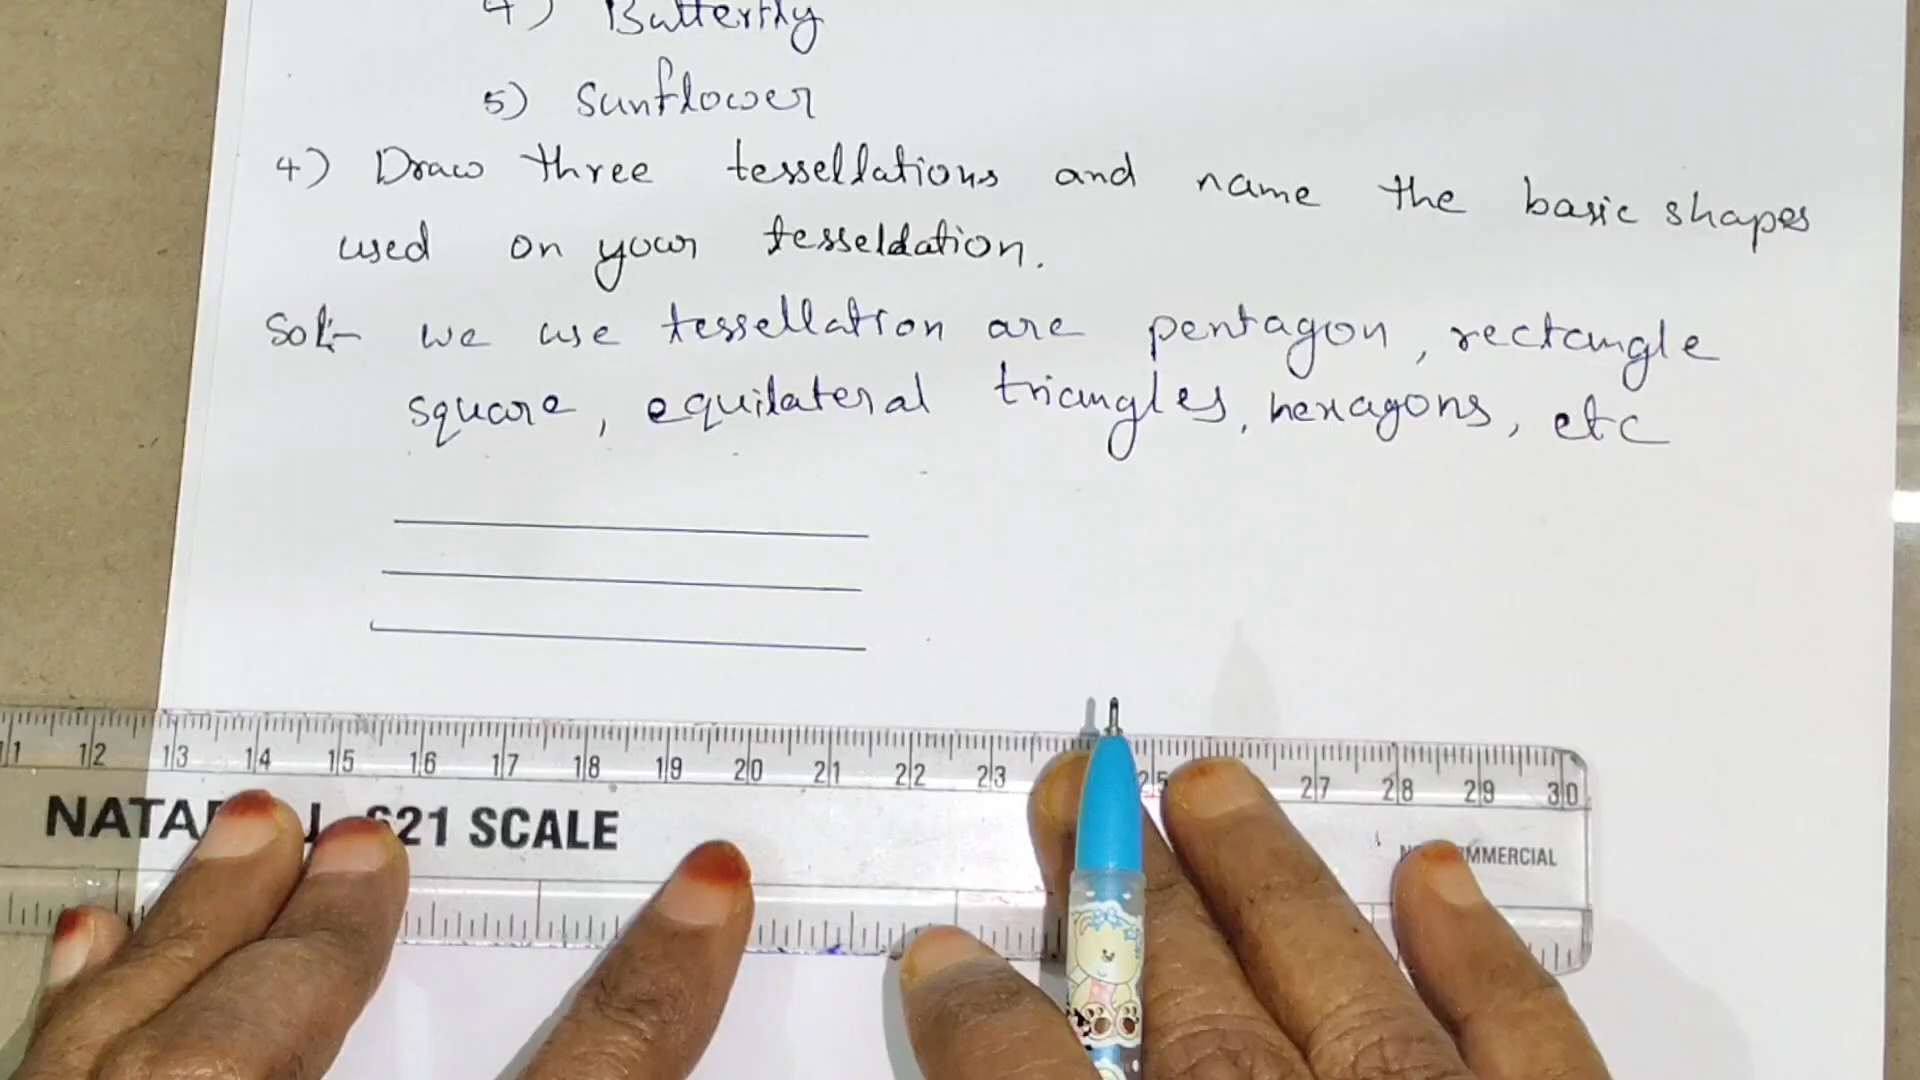 4) Butterfly
5) Sunflower
4) Draw three tessellations and name the basic shapes
used on your tesseldation.
Sol:- we use tessellation are pentagon, rectangle
square, equilateral triangles, hexagons, etc
11 12 13 14 15 16 17 18 19 20 21 22 23 25 27 28 29 30
621 SCALE